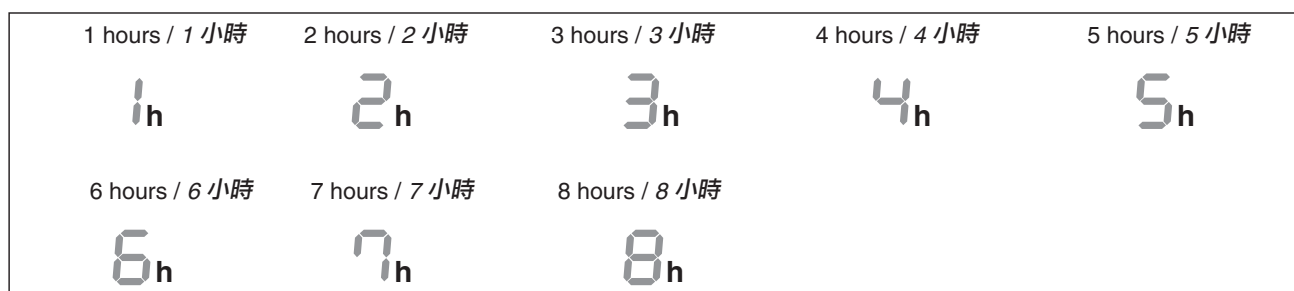 1 hours / 1 小時 2 hours / 2 小時 3 hours / 3 小時 4 hours / 4 小時 5 hours / 5 小時
1h 2h 3h 4h 5h
6 hours / 6 小時 7 hours / 7 小時 8 hours / 8 小時
6h 7h 8h